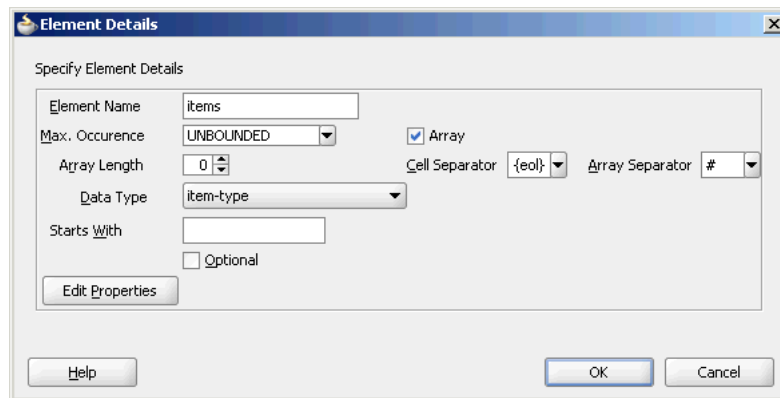 Element Details
Specify Element Details
Element Name items
Max. Occurence UNBOUNDED Array
Array Length 0 Cell Separator {eol} Array Separator #
Data Type item-type
Starts With
Optional
Edit Properties
Help OK Cancel